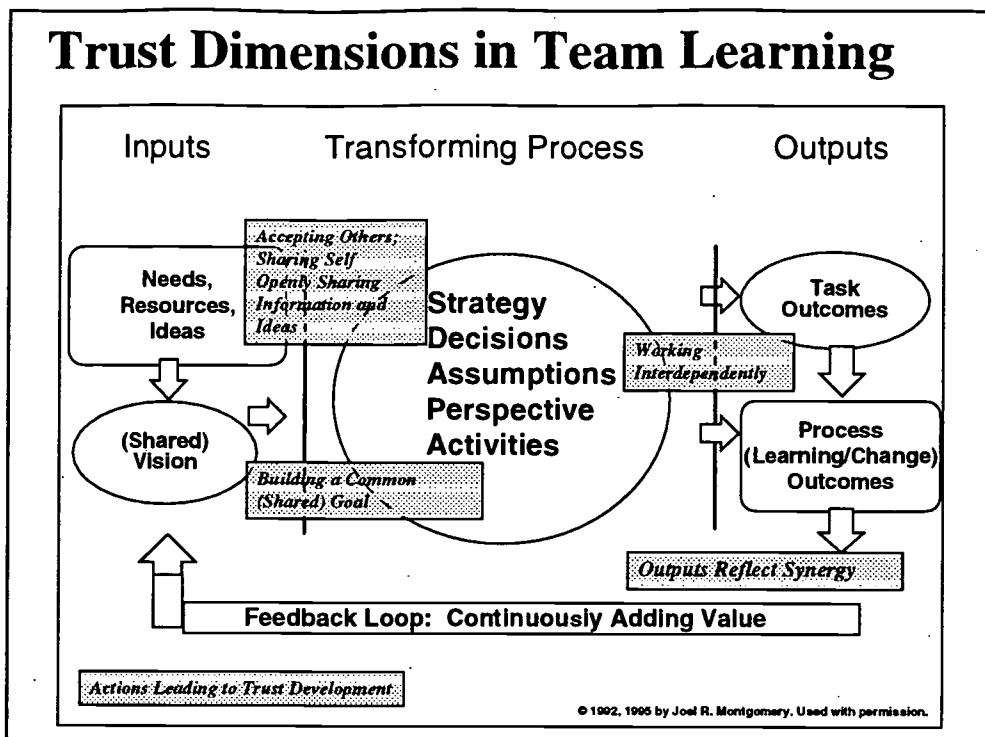 Trust Dimensions in Team Learning
Inputs
Transforming Process
Outputs
Accepting Others;
Sharing Self
Openly Sharing
Information and
Ideas
Needs,
Resources,
Ideas
(Shared)
Vision
Building a Common
(Shared) Goal
Strategy
Decisions
Assumptions
Perspective
Activities
Working
Interdependently
Task
Outcomes
Process
(Learning/Change)
Outcomes
Outputs Reflect Synergy
Feedback Loop: Continuously Adding Value
Actions Leading to Trust Development
© 1992, 1995 by Joel R. Montgomery. Used with permission.